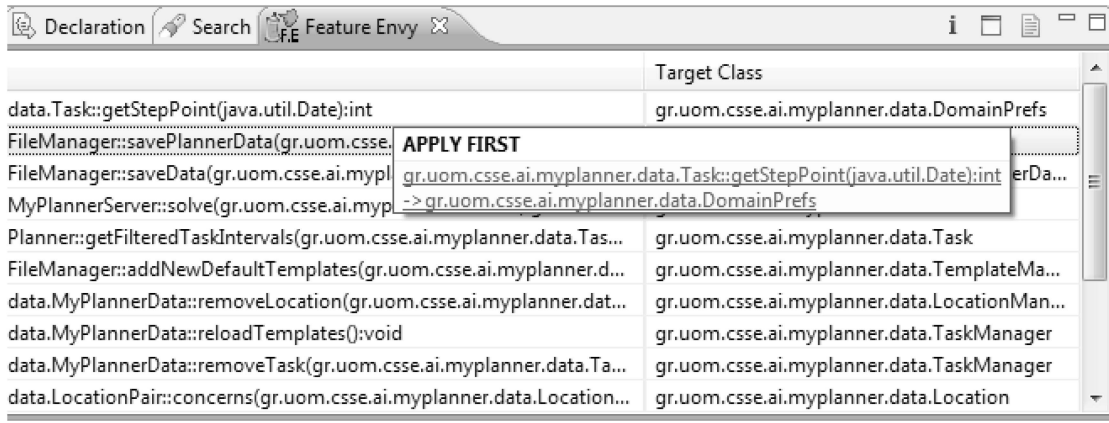 Declaration Search F.E Feature Envy
Target Class
data.Task::getStepPoint(java.util.Date):int gr.uom.csse.ai.myplanner.data.DomainPrefs
FileManager::savePlannerData(gr.uom.csse. APPLY FIRST
FileManager::saveData(gr.uom.csse.ai.mypl gr.uom.csse.ai.myplanner.data.Task::getStepPoint(java.util.Date):int erDa...
MyPlannerServer::solve(gr.uom.csse.ai.myp ->gr.uom.csse.ai.myplanner.data.DomainPrefs
Planner::getFilteredTaskIntervals(gr.uom.csse.ai.myplanner.data.Tas... gr.uom.csse.ai.myplanner.data.Task
FileManager::addNewDefaultTemplates(gr.uom.csse.ai.myplanner.d... gr.uom.csse.ai.myplanner.data.TemplateMa...
data.MyPlannerData::removeLocation(gr.uom.csse.ai.myplanner.dat... gr.uom.csse.ai.myplanner.data.LocationMan...
data.MyPlannerData::reloadTemplates():void gr.uom.csse.ai.myplanner.data.TaskManager
data.MyPlannerData::removeTask(gr.uom.csse.ai.myplanner.data.Ta... gr.uom.csse.ai.myplanner.data.TaskManager
data.LocationPair::concerns(gr.uom.csse.ai.myplanner.data.Location... gr.uom.csse.ai.myplanner.data.Location